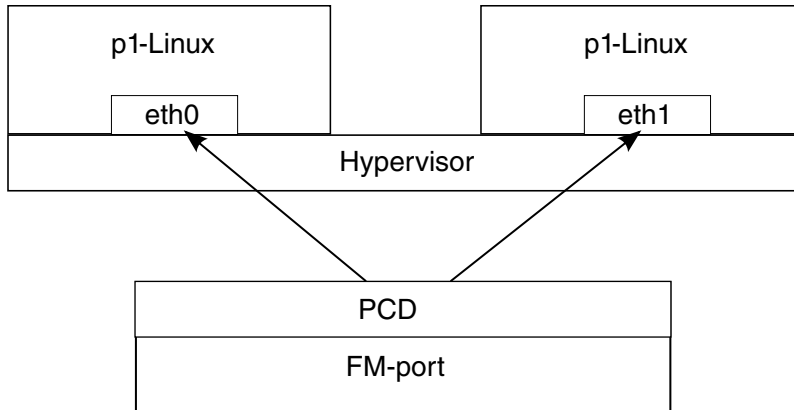 p1-Linux
p1-Linux
eth0
eth1
Hypervisor
PCD
FM-port